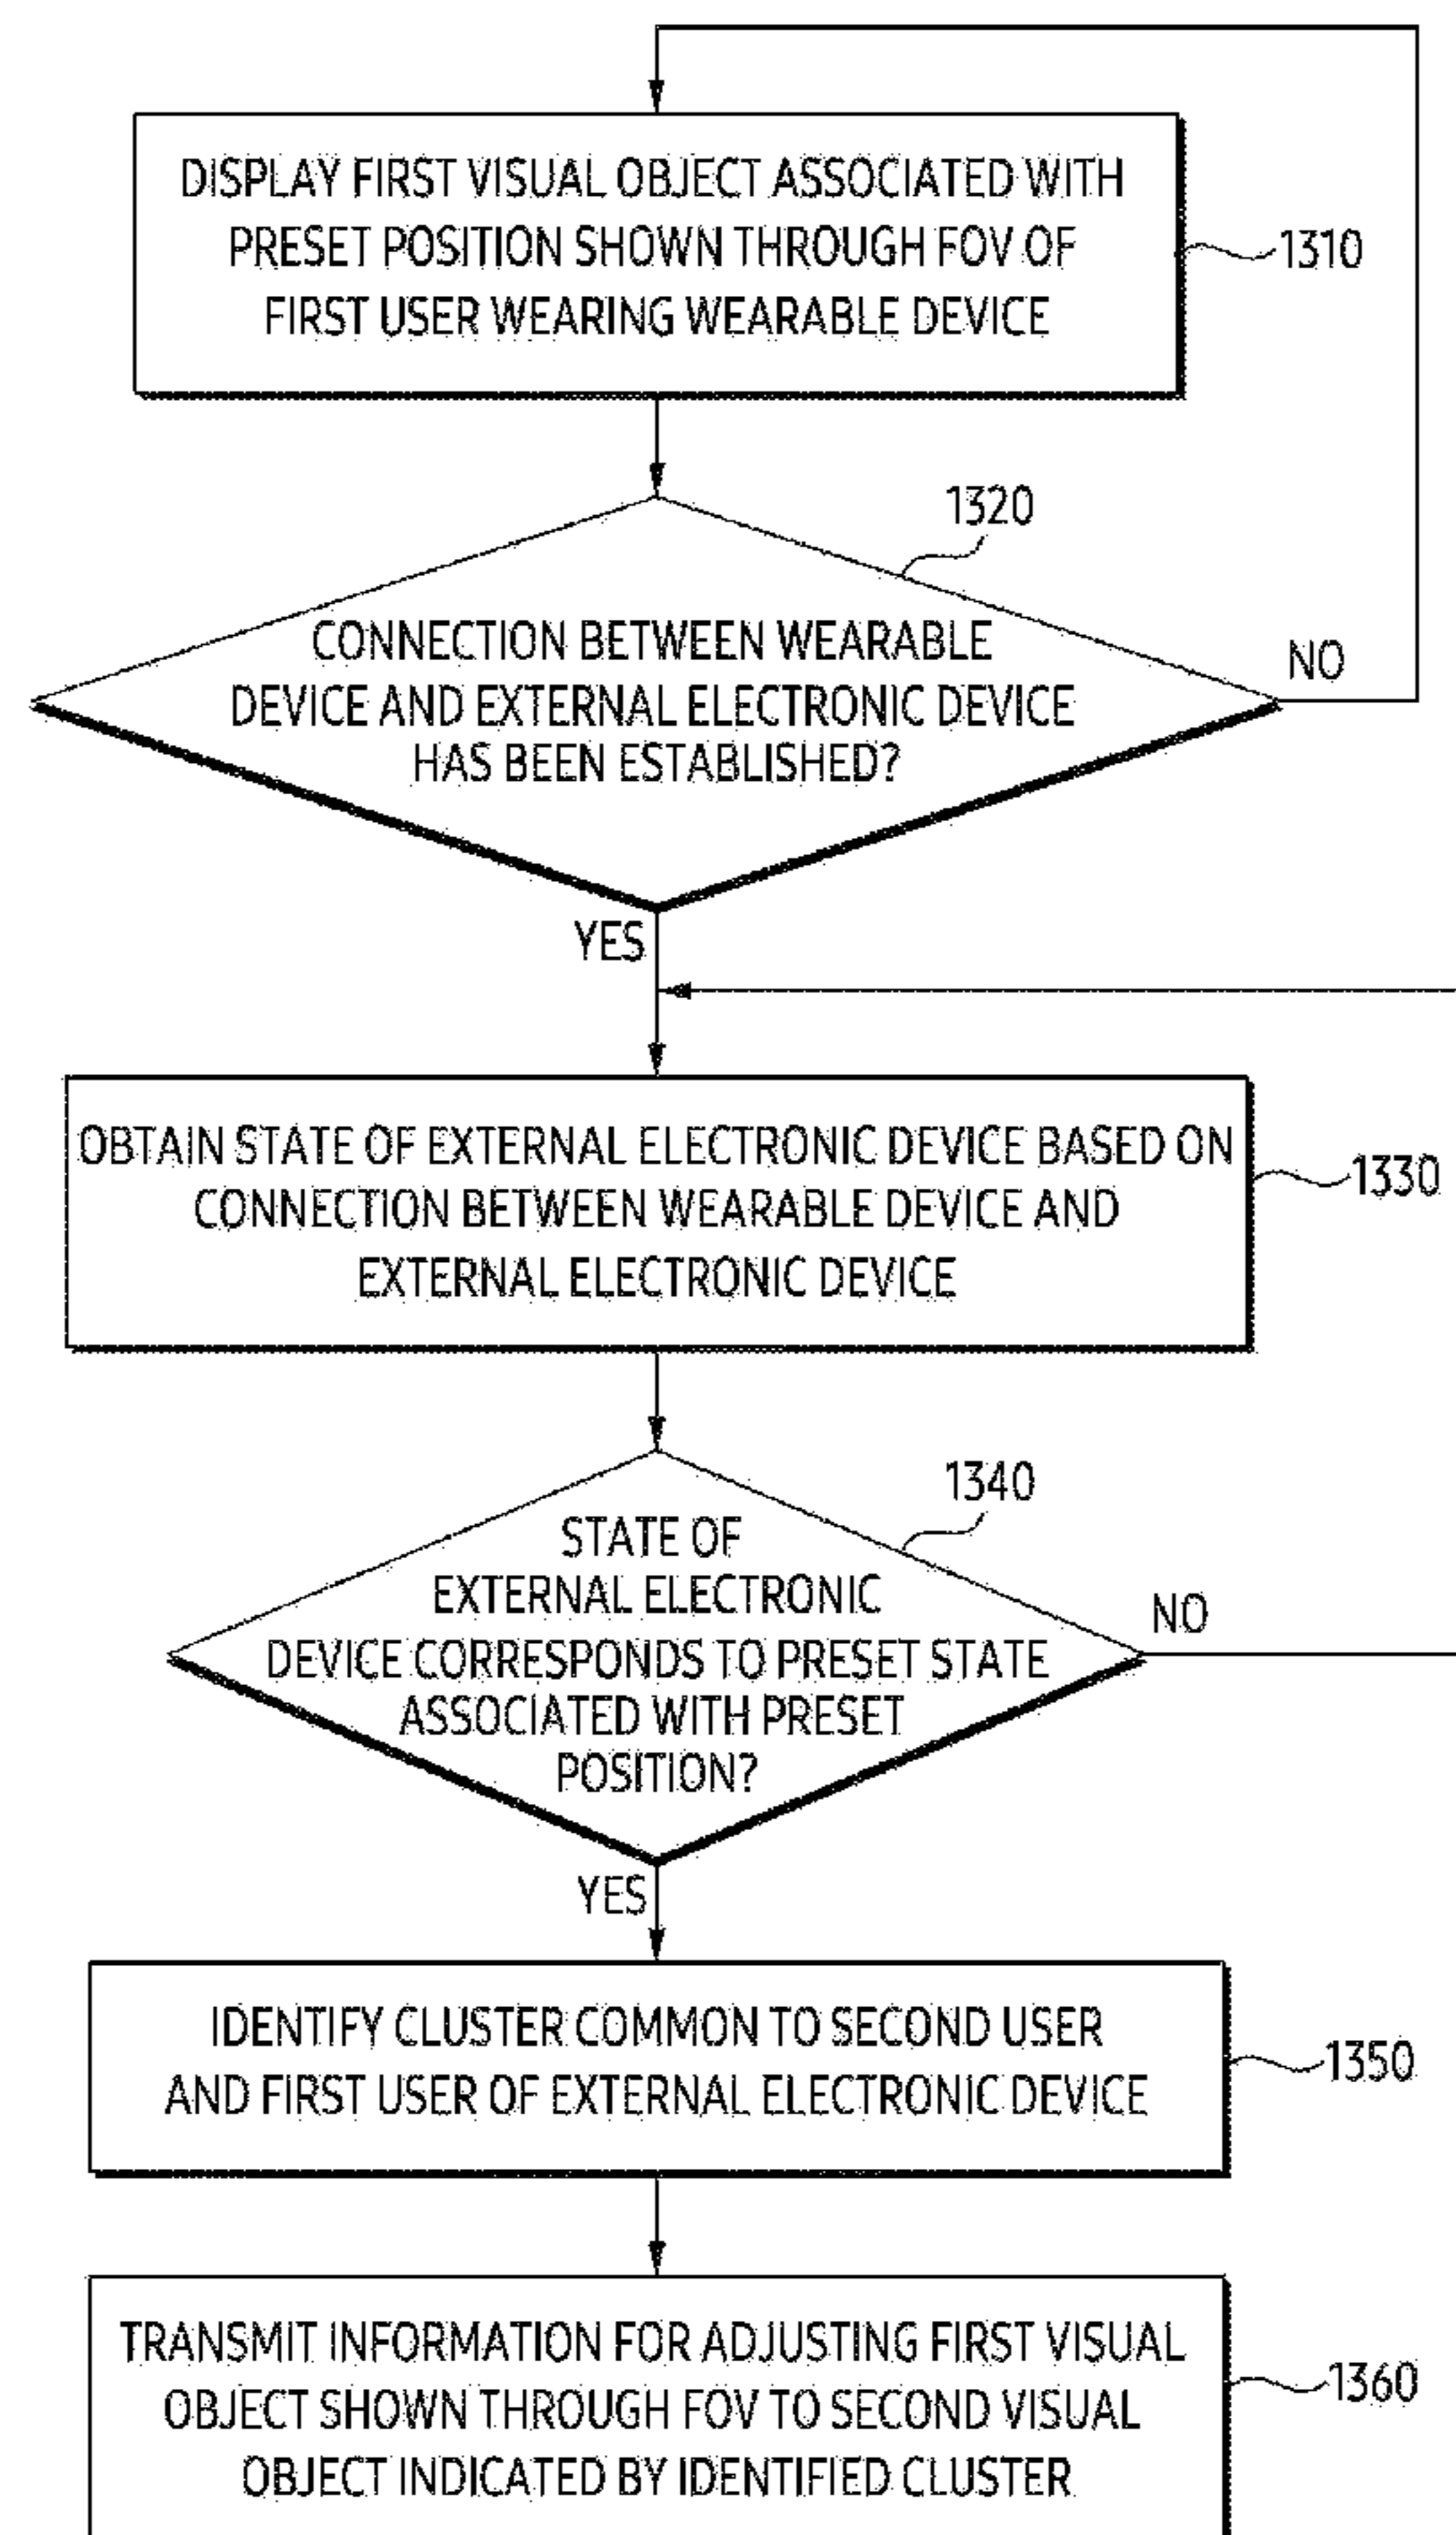 DISPLAY FIRST VISUAL OBJECT ASSOCIATED WITH
PRESET POSITION SHOWN THROUGH FOV OF
FIRST USER WEARING WEARABLE DEVICE
1310
1320
CONNECTION BETWEEN WEARABLE
DEVICE AND EXTERNAL ELECTRONIC DEVICE
HAS BEEN ESTABLISHED?
NO
YES
OBTAIN STATE OF EXTERNAL ELECTRONIC DEVICE BASED ON
CONNECTION BETWEEN WEARABLE DEVICE AND
EXTERNAL ELECTRONIC DEVICE
1330
1340
STATE OF
EXTERNAL ELECTRONIC
DEVICE CORRESPONDS TO PRESET STATE
ASSOCIATED WITH PRESET
POSITION?
NO
YES
IDENTIFY CLUSTER COMMON TO SECOND USER
AND FIRST USER OF EXTERNAL ELECTRONIC DEVICE
1350
TRANSMIT INFORMATION FOR ADJUSTING FIRST VISUAL
OBJECT SHOWN THROUGH FOV TO SECOND VISUAL
OBJECT INDICATED BY IDENTIFIED CLUSTER
1360